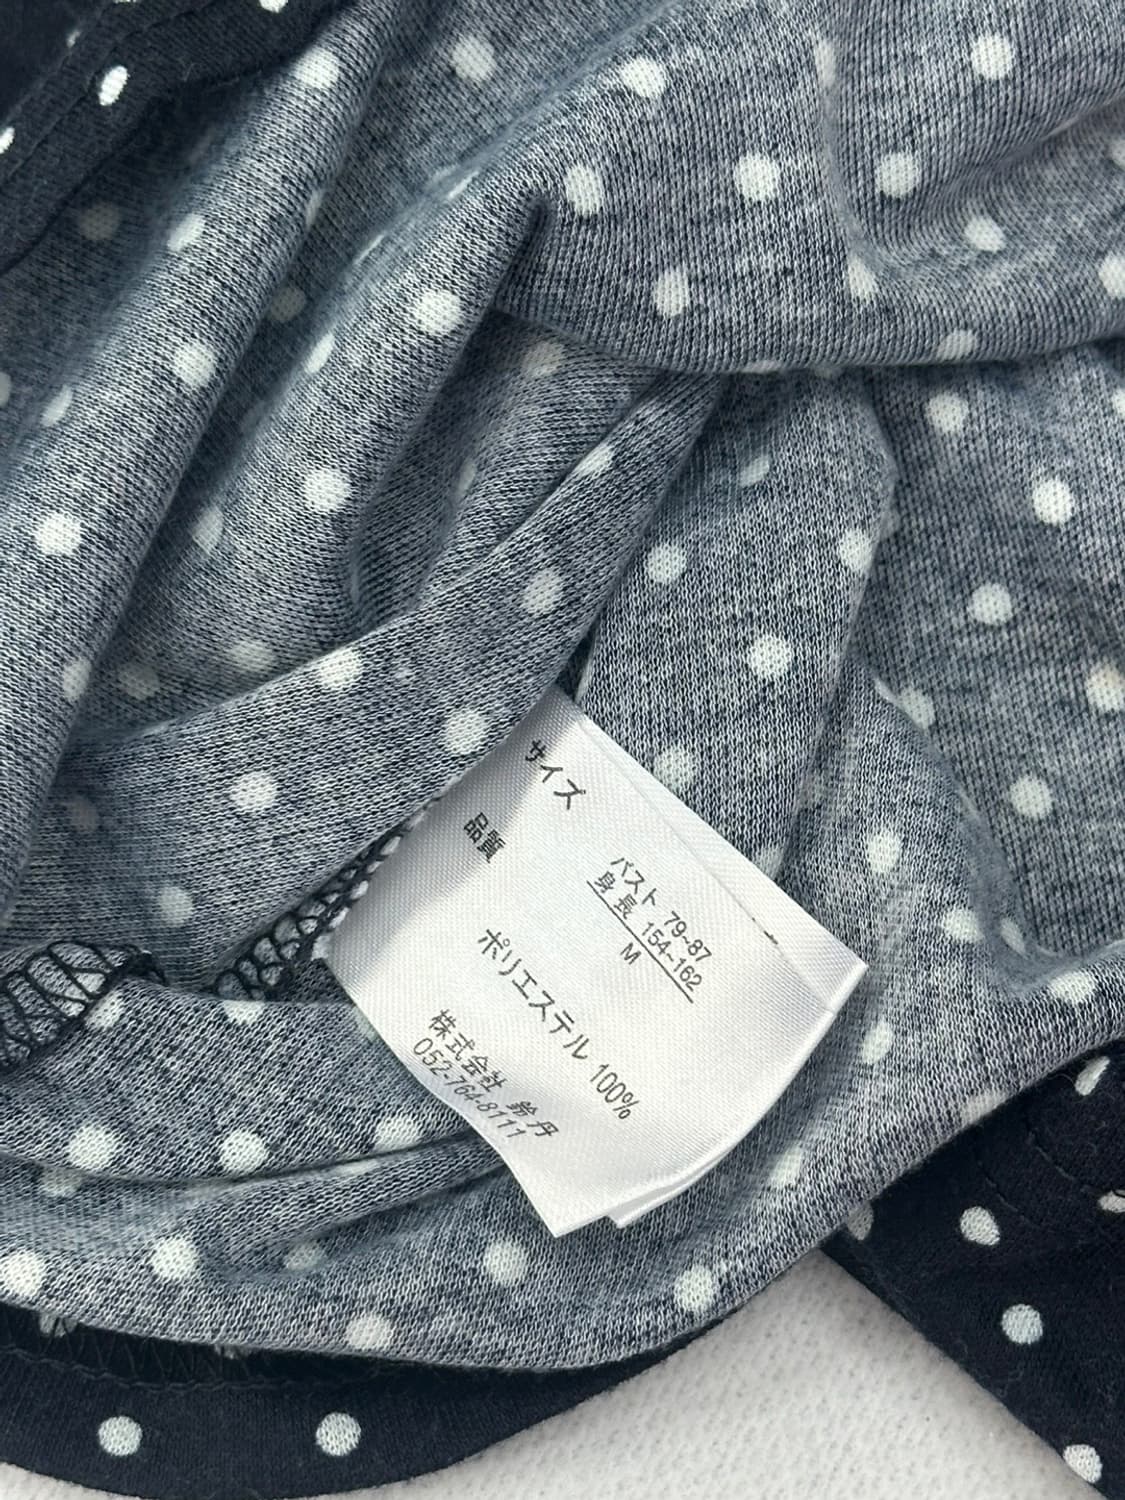 サイズ
バスト 79~87
身長 154~162
M
品質
ポリエステル 100%
株式会社 鈴丹
052-764-8111